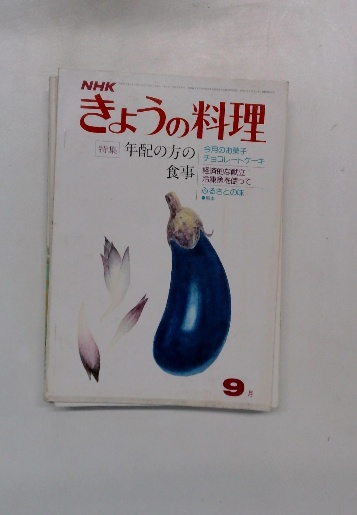 NHK
きょうの料理
特集
年配の方の
食事
今月のお菓子
チョコレートケーキ
経済的な献立
冷凍魚を使って
ふるさとの味
9月